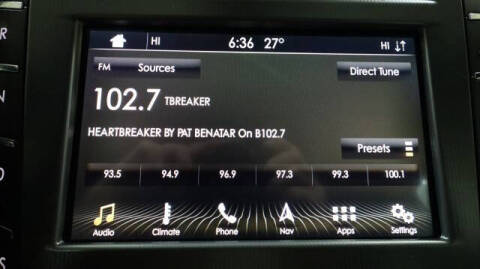 HI 6:36 27° HI
FM Sources Direct Tune
102.7 TBREAKER
HEARTBREAKER BY PAT BENATAR On B102.7
Presets
93.5 94.9 96.9 97.3 99.3 100.1
Audio Climate Phone Nav Apps Settings